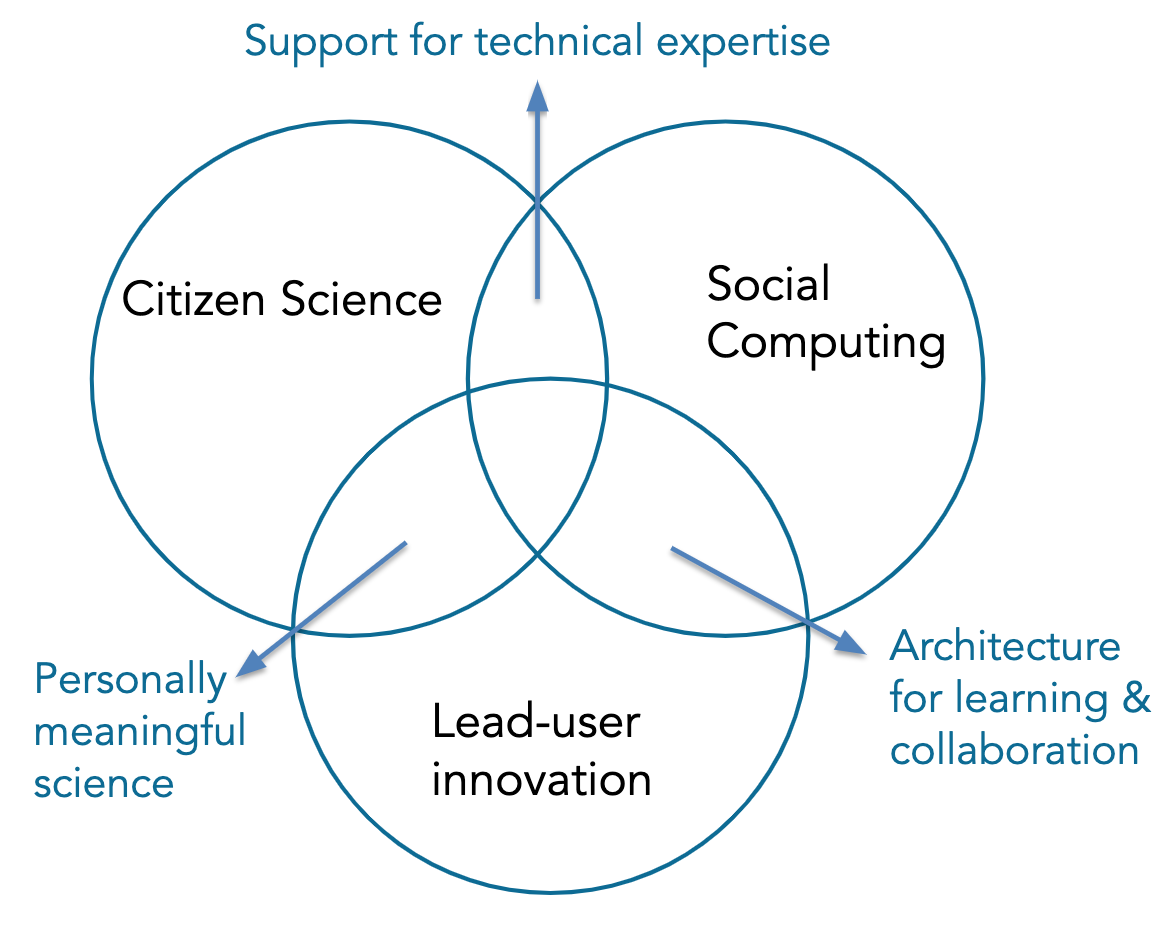 Support for technical expertise
Citizen Science
Social
Computing
Personally
meaningful
science
Lead-user
innovation
Architecture
for learning &
collaboration